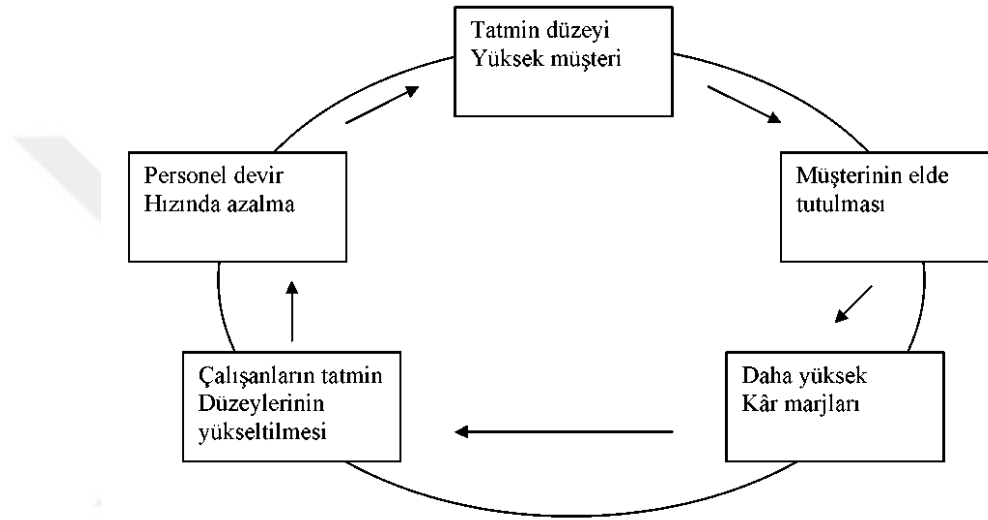 Tatmin düzeyi
Yüksek müşteri
Personel devir
Hızında azalma
Müşterinin elde
tutulması
Çalışanların tatmin
Düzeylerinin
yükseltilmesi
Daha yüksek
Kâr marjları